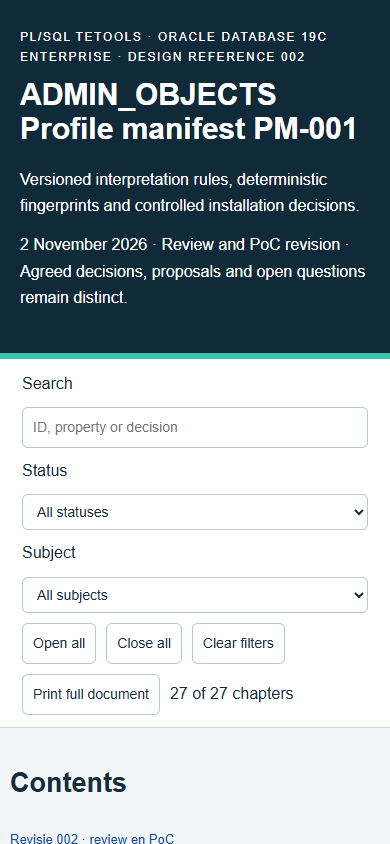 PL/SQL TETOOLS · ORACLE DATABASE 19C
ENTERPRISE · DESIGN REFERENCE 002
ADMIN_OBJECTS
Profile manifest PM-001
Versioned interpretation rules, deterministic
fingerprints and controlled installation decisions.
2 November 2026 · Review and PoC revision ·
Agreed decisions, proposals and open questions
remain distinct.
Search
ID, property or decision
Status
All statuses
Subject
All subjects
Open all Close all Clear filters
Print full document 27 of 27 chapters
Contents
Revisie 002 · review en PoC